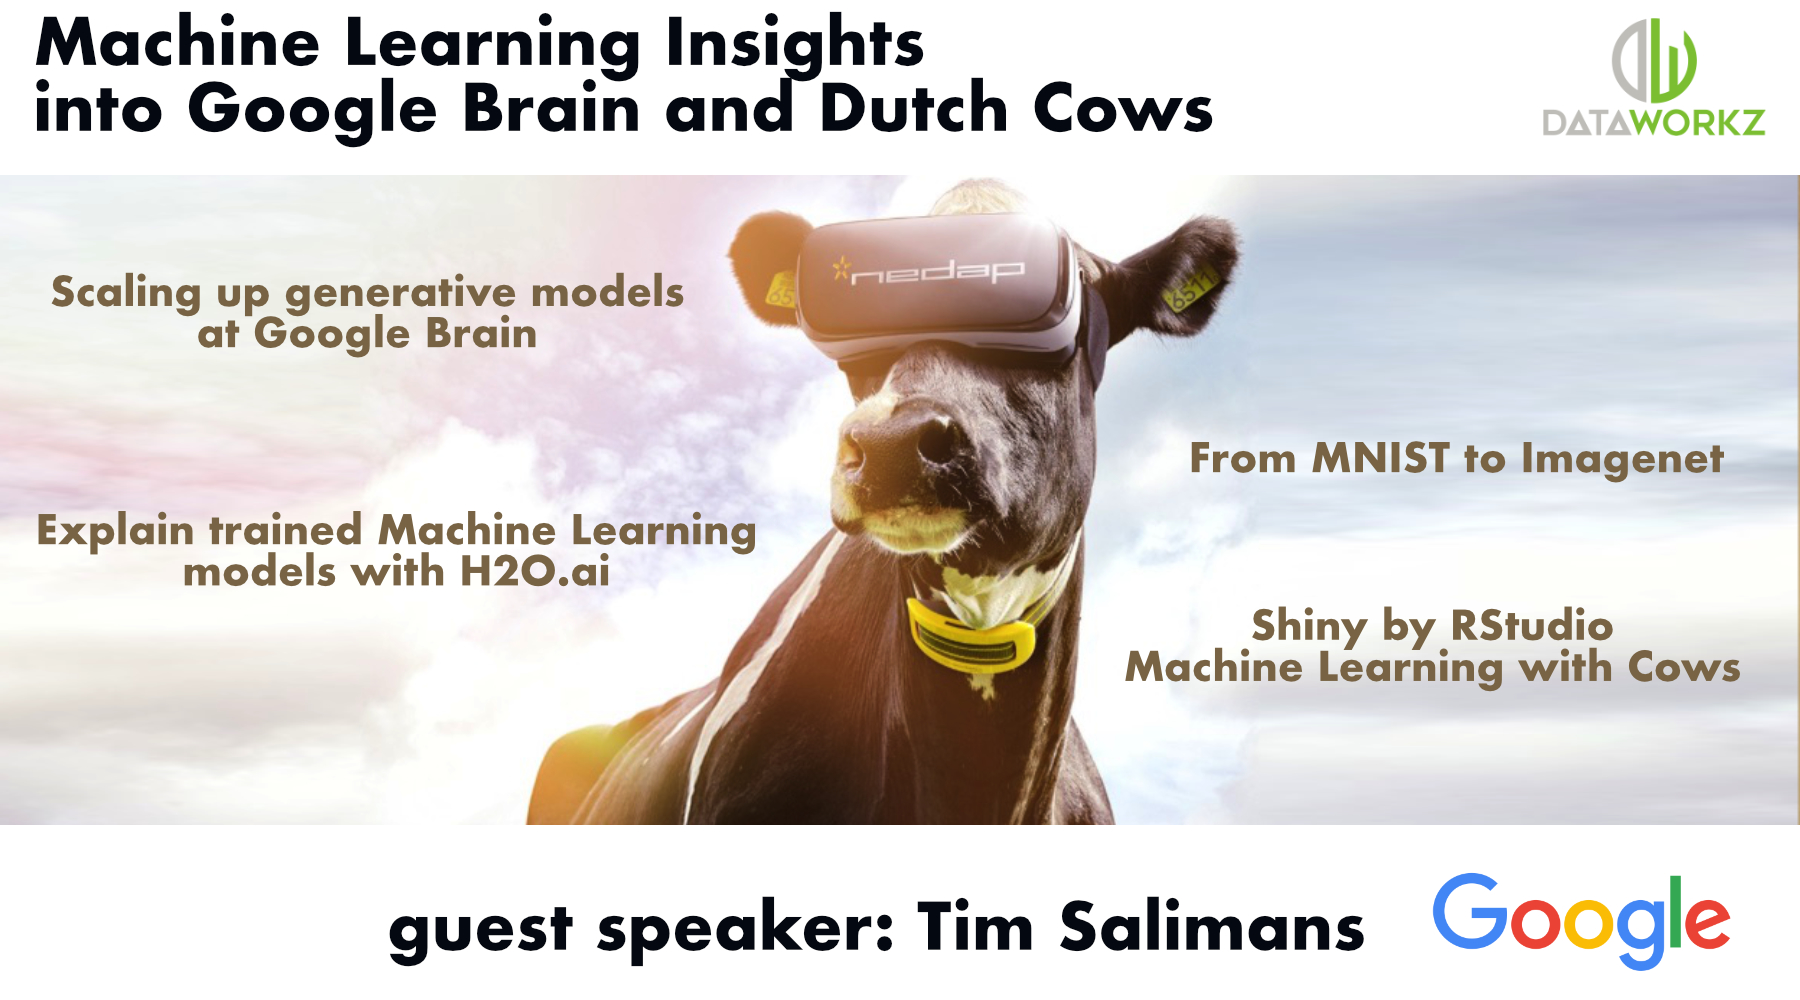 Machine Learning Insights
into Google Brain and Dutch Cows
DATAWORKZ
nedap
65
6511
Scaling up generative models
at Google Brain
From MNIST to Imagenet
Explain trained Machine Learning
models with H2O.ai
Shiny by RStudio
Machine Learning with Cows
guest speaker: Tim Salimans
Google